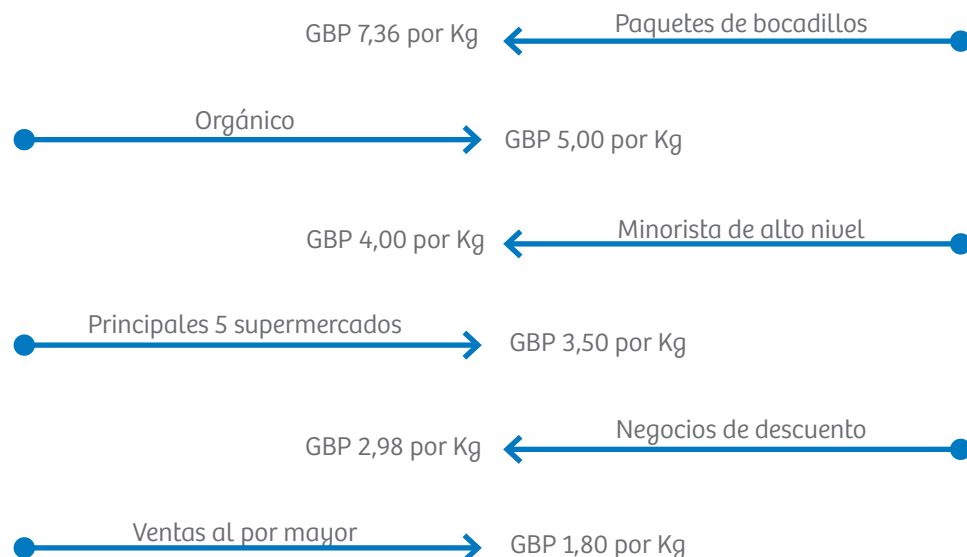 Paquetes de bocadillos
GBP 7,36 por Kg
Orgánico
GBP 5,00 por Kg
Minorista de alto nivel
GBP 4,00 por Kg
Principales 5 supermercados
GBP 3,50 por Kg
Negocios de descuento
GBP 2,98 por Kg
Ventas al por mayor
GBP 1,80 por Kg